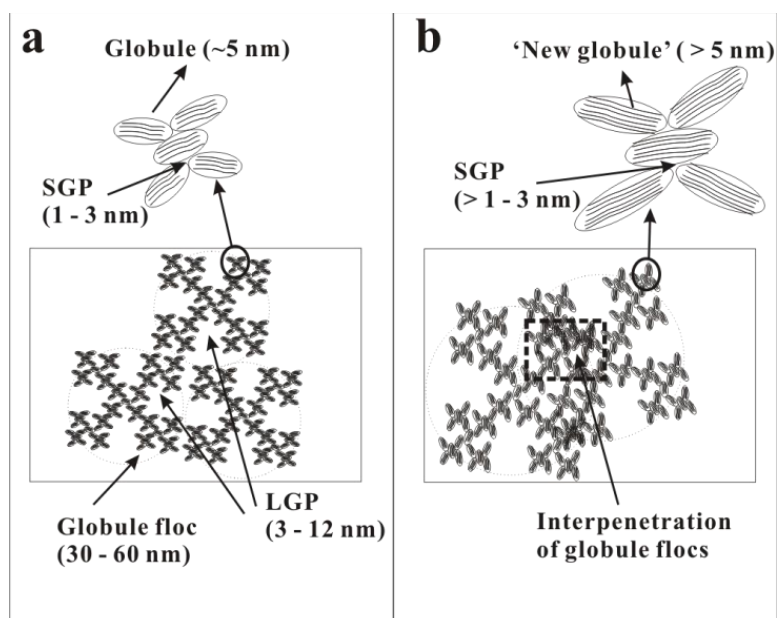 a
Globule (~5 nm)
SGP
(1 - 3 nm)
Globule floc
(30 - 60 nm)
LGP
(3 - 12 nm)
b
‘New globule’ ( > 5 nm)
SGP
(> 1 - 3 nm)
Interpenetration
of globule flocs